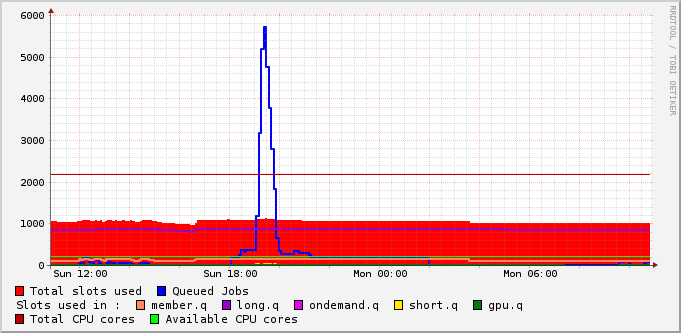 6000
5000
4000
3000
2000
1000
0
Sun 12:00 Sun 18:00 Mon 00:00 Mon 06:00
Total slots used Queued Jobs
Slots used in : member.q long.q ondemand.q short.q gpu.q
Total CPU cores Available CPU cores
RRDTOOL / TOBI OETIKER